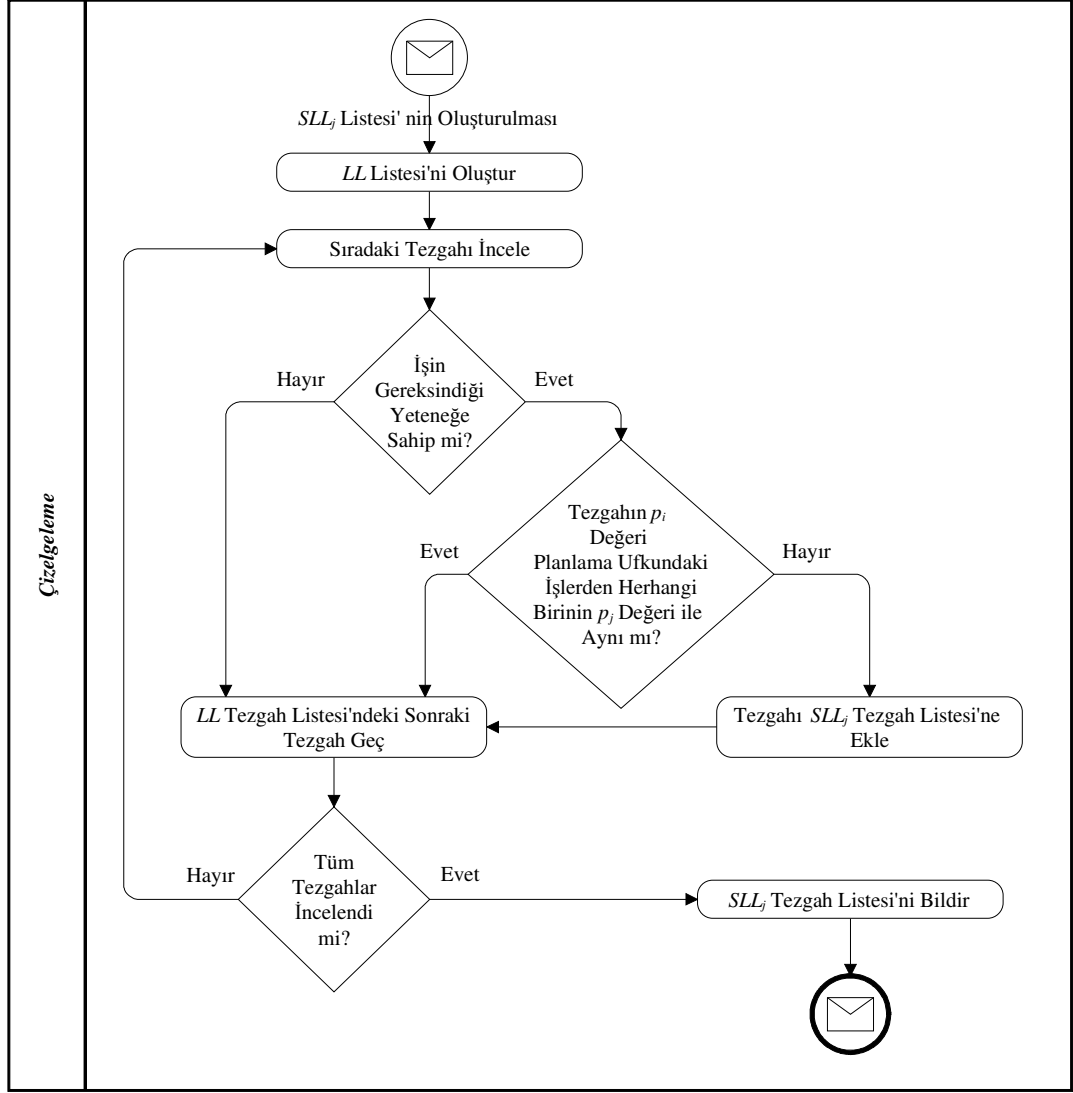 SLLj Listesi' nin Oluşturulması
LL Listesi'ni Oluştur
Sıradaki Tezgahı İncele
İşin
Gereksindiği
Yeteneğe
Sahip mi?
Hayır
Evet
Tezgahın pi
Değeri
Planlama Ufkundaki
İşlerden Herhangi
Birinin pj Değeri ile
Aynı mı?
Evet
Hayır
LL Tezgah Listesi'ndeki Sonraki
Tezgah Geç
Tezgahı SLLj Tezgah Listesi'ne
Ekle
Tüm
Tezgahlar
İncelendi
mi?
Hayır
Evet
SLLj Tezgah Listesi'ni Bildir
Çizelgeleme